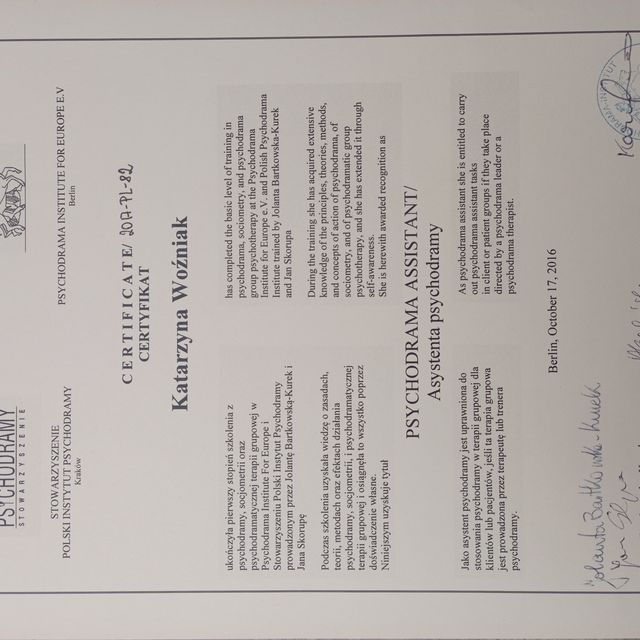 PSYCHODRAMY
STOWARZYSZENIE
STOWARZYSZENIE
POLSKI INSTYTUT PSYCHODRAMY
Kraków
PSYCHODRAMA INSTITUTE FOR EUROPE E.V
Berlin
CERTIFICATE/ 20A-PL-82
CERTYFIKAT
Katarzyna Woźniak
ukończyła pierwszy stopień szkolenia z
psychodramy, socjometrii oraz
psychodramatycznej terapii grupowej w
Psychodrama Institute For Europe i
Stowarzyszeniu Polski Instytut Psychodramy
prowadzonym przez Jolantę Bartkowską-Kurek i
Jana Skorupę
Podczas szkolenia uzyskała wiedzę o zasadach,
teorii, metodach oraz efektach działania
psychodramy, socjometrii, i psychodramatycznej
terapii grupowej i osiągnęła to wszystko poprzez
doświadczenie własne.
Niniejszym uzyskuje tytuł
has completed the basic level of training in
psychodrama, sociometry, and psychodrama
group psychotherapy at the Psychodrama
Institute for Europe e.V. and Polish Psychodrama
Institute trained by Jolanta Bartkowska-Kurek
and Jan Skorupa
During the training she has acquired extensive
knowledge of the principles, theories, methods,
and concepts of action of psychodrama, of
sociometry, and of psychodramatic group
psychotherapy, and she has extended it through
self-awareness.
She is herewith awarded recognition as
PSYCHODRAMA ASSISTANT/
Asystenta psychodramy
Jako asystent psychodramy jest uprawniona do
stosowania psychodramy w terapii grupowej dla
klientów lub pacjentów, jeśli ta terapia grupowa
jest prowadzona przez terapeutę lub trenera
psychodramy.
As psychodrama assistant she is entitled to carry
out psychodrama assistant tasks
in client or patient groups if they take place
directed by a psychodrama leader or a
psychodrama therapist.
Berlin, October 17, 2016
Jolanta Bartkowska-Kurek
Jan